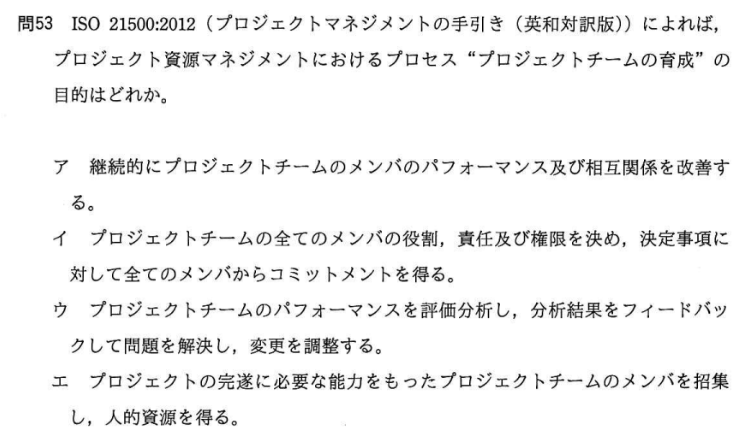 問53 ISO 21500:2012（プロジェクトマネジメントの手引き（英和対訳版））によれば，
プロジェクト資源マネジメントにおけるプロセス“プロジェクトチームの育成”の
目的はどれか。
ア 継続的にプロジェクトチームのメンバのパフォーマンス及び相互関係を改善す
る。
イ プロジェクトチームの全てのメンバの役割，責任及び権限を決め，決定事項に
対して全てのメンバからコミットメントを得る。
ウ プロジェクトチームのパフォーマンスを評価分析し，分析結果をフィードバッ
クして問題を解決し，変更を調整する。
エ プロジェクトの完遂に必要な能力をもったプロジェクトチームのメンバを招集
し，人的資源を得る。